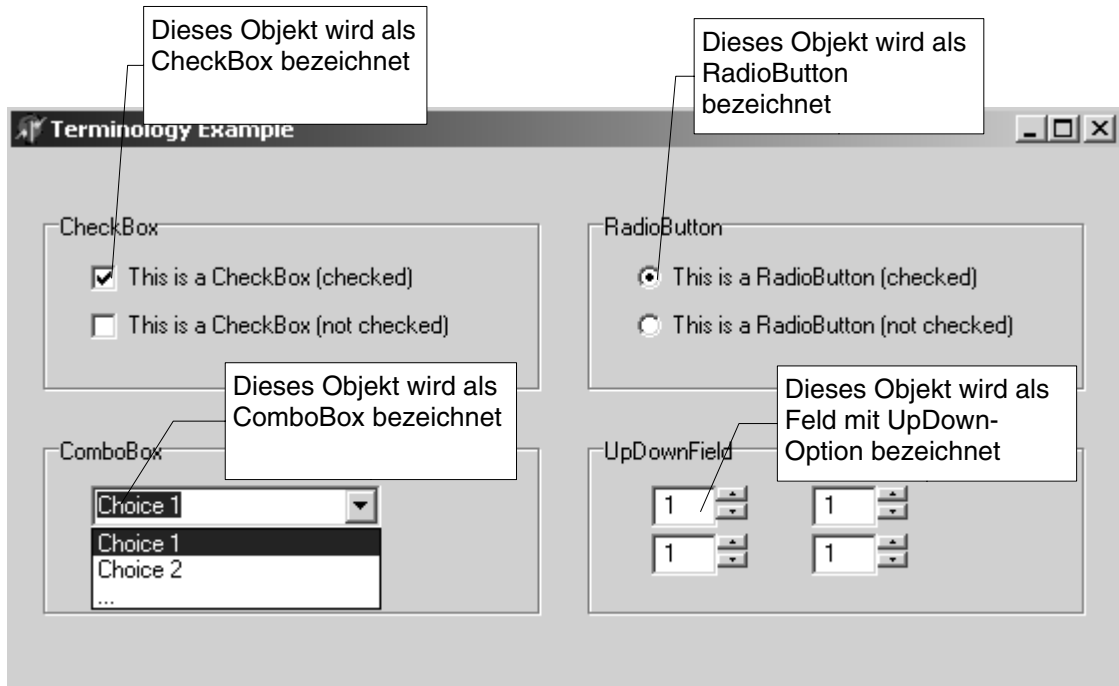 Dieses Objekt wird als
CheckBox bezeichnet
Dieses Objekt wird als
RadioButton
bezeichnet
Terminology Example
CheckBox
This is a CheckBox (checked)
This is a CheckBox (not checked)
RadioButton
This is a RadioButton (checked)
This is a RadioButton (not checked)
Dieses Objekt wird als
ComboBox bezeichnet
Dieses Objekt wird als
Feld mit UpDown-
Option bezeichnet
ComboBox
Choice 1
Choice 1
Choice 2
...
UpDownField
1 1
1 1